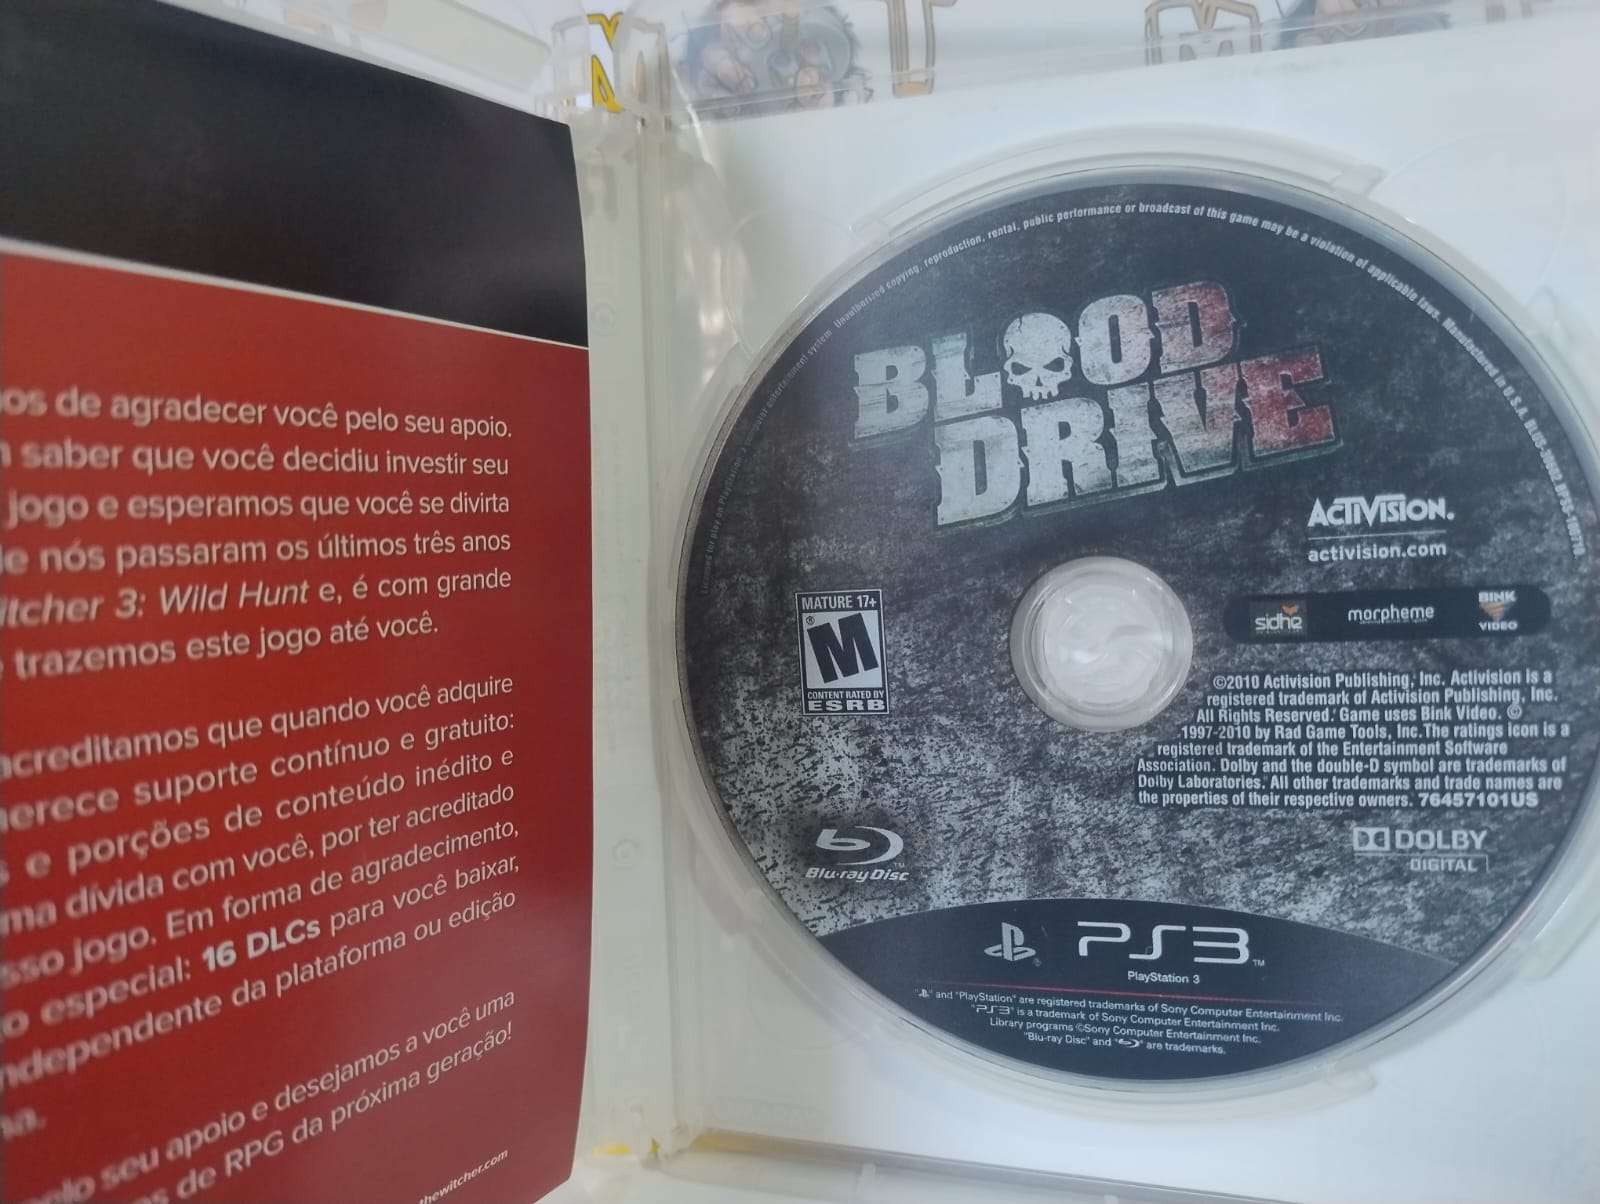 os de agradecer você pelo seu apoio.
saber que você decidiu investir seu
jogo e esperamos que você se divirta
nós passaram os últimos três anos
itcher 3: Wild Hunt e, é com grande
trazemos este jogo até você.
acreditamos que quando você adquire
erece suporte contínuo e gratuito:
s e porções de conteúdo inédito e
ma dívida com você, por ter acreditado
sso jogo. Em forma de agradecimento,
o especial: 16 DLCs para você baixar,
ndependente da plataforma ou edição
elo seu apoio e desejamos a você uma
s de RPG da próxima geração!
thewitcher.com
Unauthorized copying, reproduction, rental, public performance or broadcast of this game may be a violation of applicable laws. Manufactured in U.S.A.
BLOOD
DRIVE
ACTIVISION.
activision.com
MATURE 17+
M
CONTENT RATED BY
ESRB
sidhe
morpheme
BINK
VIDEO
©2010 Activision Publishing, Inc. Activision is a
registered trademark of Activision Publishing, Inc.
All Rights Reserved. Game uses Bink Video. ©
1997-2010 by Rad Game Tools, Inc.The ratings icon is a
registered trademark of the Entertainment Software
Association. Dolby and the double-D symbol are trademarks of
Dolby Laboratories. All other trademarks and trade names are
the properties of their respective owners. 76457101US
Blu-ray Disc
DOLBY
DIGITAL
PS3™
PlayStation 3
" " and "PlayStation" are registered trademarks of Sony Computer Entertainment Inc.
"PS3" is a trademark of Sony Computer Entertainment Inc.
Library programs ©Sony Computer Entertainment Inc.
"Blu-ray Disc" and " " are trademarks.